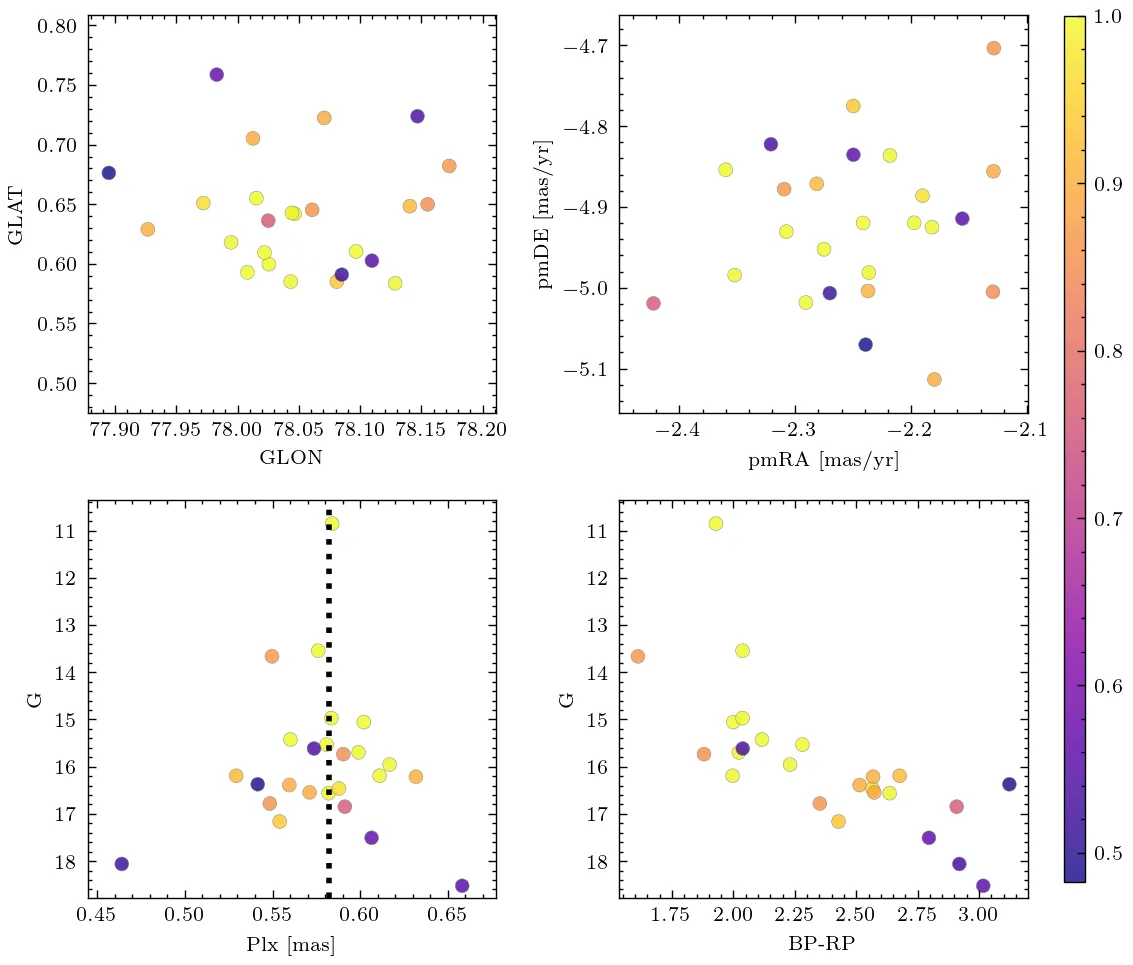 0.80
0.75
0.70
0.65
0.60
0.55
0.50
GLAT
77.90 77.95 78.00 78.05 78.10 78.15 78.20
GLON
−4.7
−4.8
−4.9
−5.0
−5.1
pmDE [mas/yr]
−2.4 −2.3 −2.2 −2.1
pmRA [mas/yr]
11
12
13
14
15
16
17
18
G
0.45 0.50 0.55 0.60 0.65
Plx [mas]
11
12
13
14
15
16
17
18
G
1.75 2.00 2.25 2.50 2.75 3.00
BP-RP
1.0
0.9
0.8
0.7
0.6
0.5